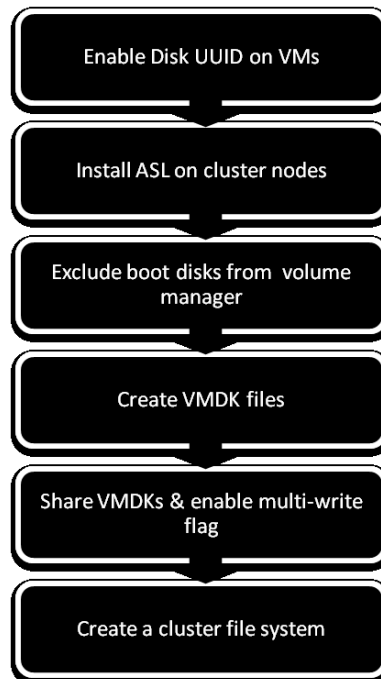 Enable Disk UUID on VMs
Install ASL on cluster nodes
Exclude boot disks from volume
manager
Create VMDK files
Share VMDKs & enable multi-write
flag
Create a cluster file system